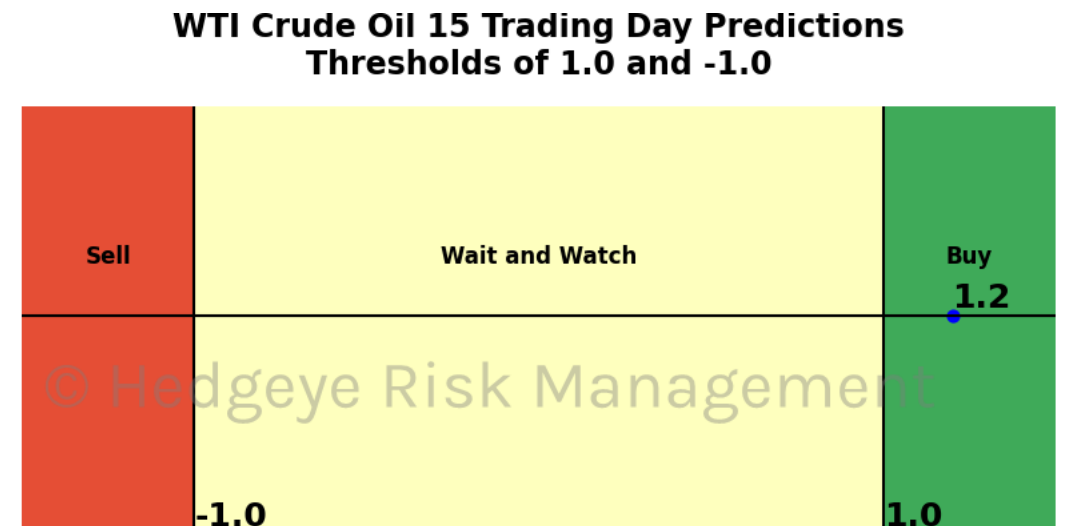 WTI Crude Oil 15 Trading Day Predictions
Thresholds of 1.0 and -1.0
Sell
Wait and Watch
Buy
1.2
© Hedgeye Risk Management
-1.0
1.0